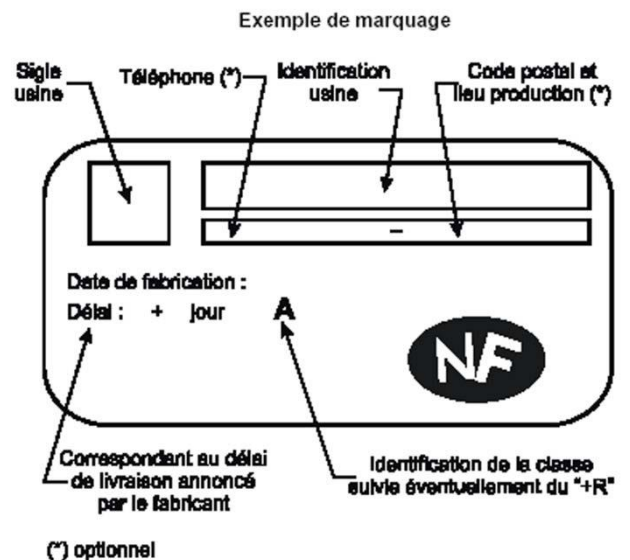 Exemple de marquage
Sigle
usine
Téléphone (*)
Identification
usine
Code postal et
lieu production (*)
–
Date de fabrication :
Délai : + jour A
NF
Correspondant au délai
de livraison annoncé
par le fabricant
Identification de la classe
suivie éventuellement du "+R"
(*) optionnel